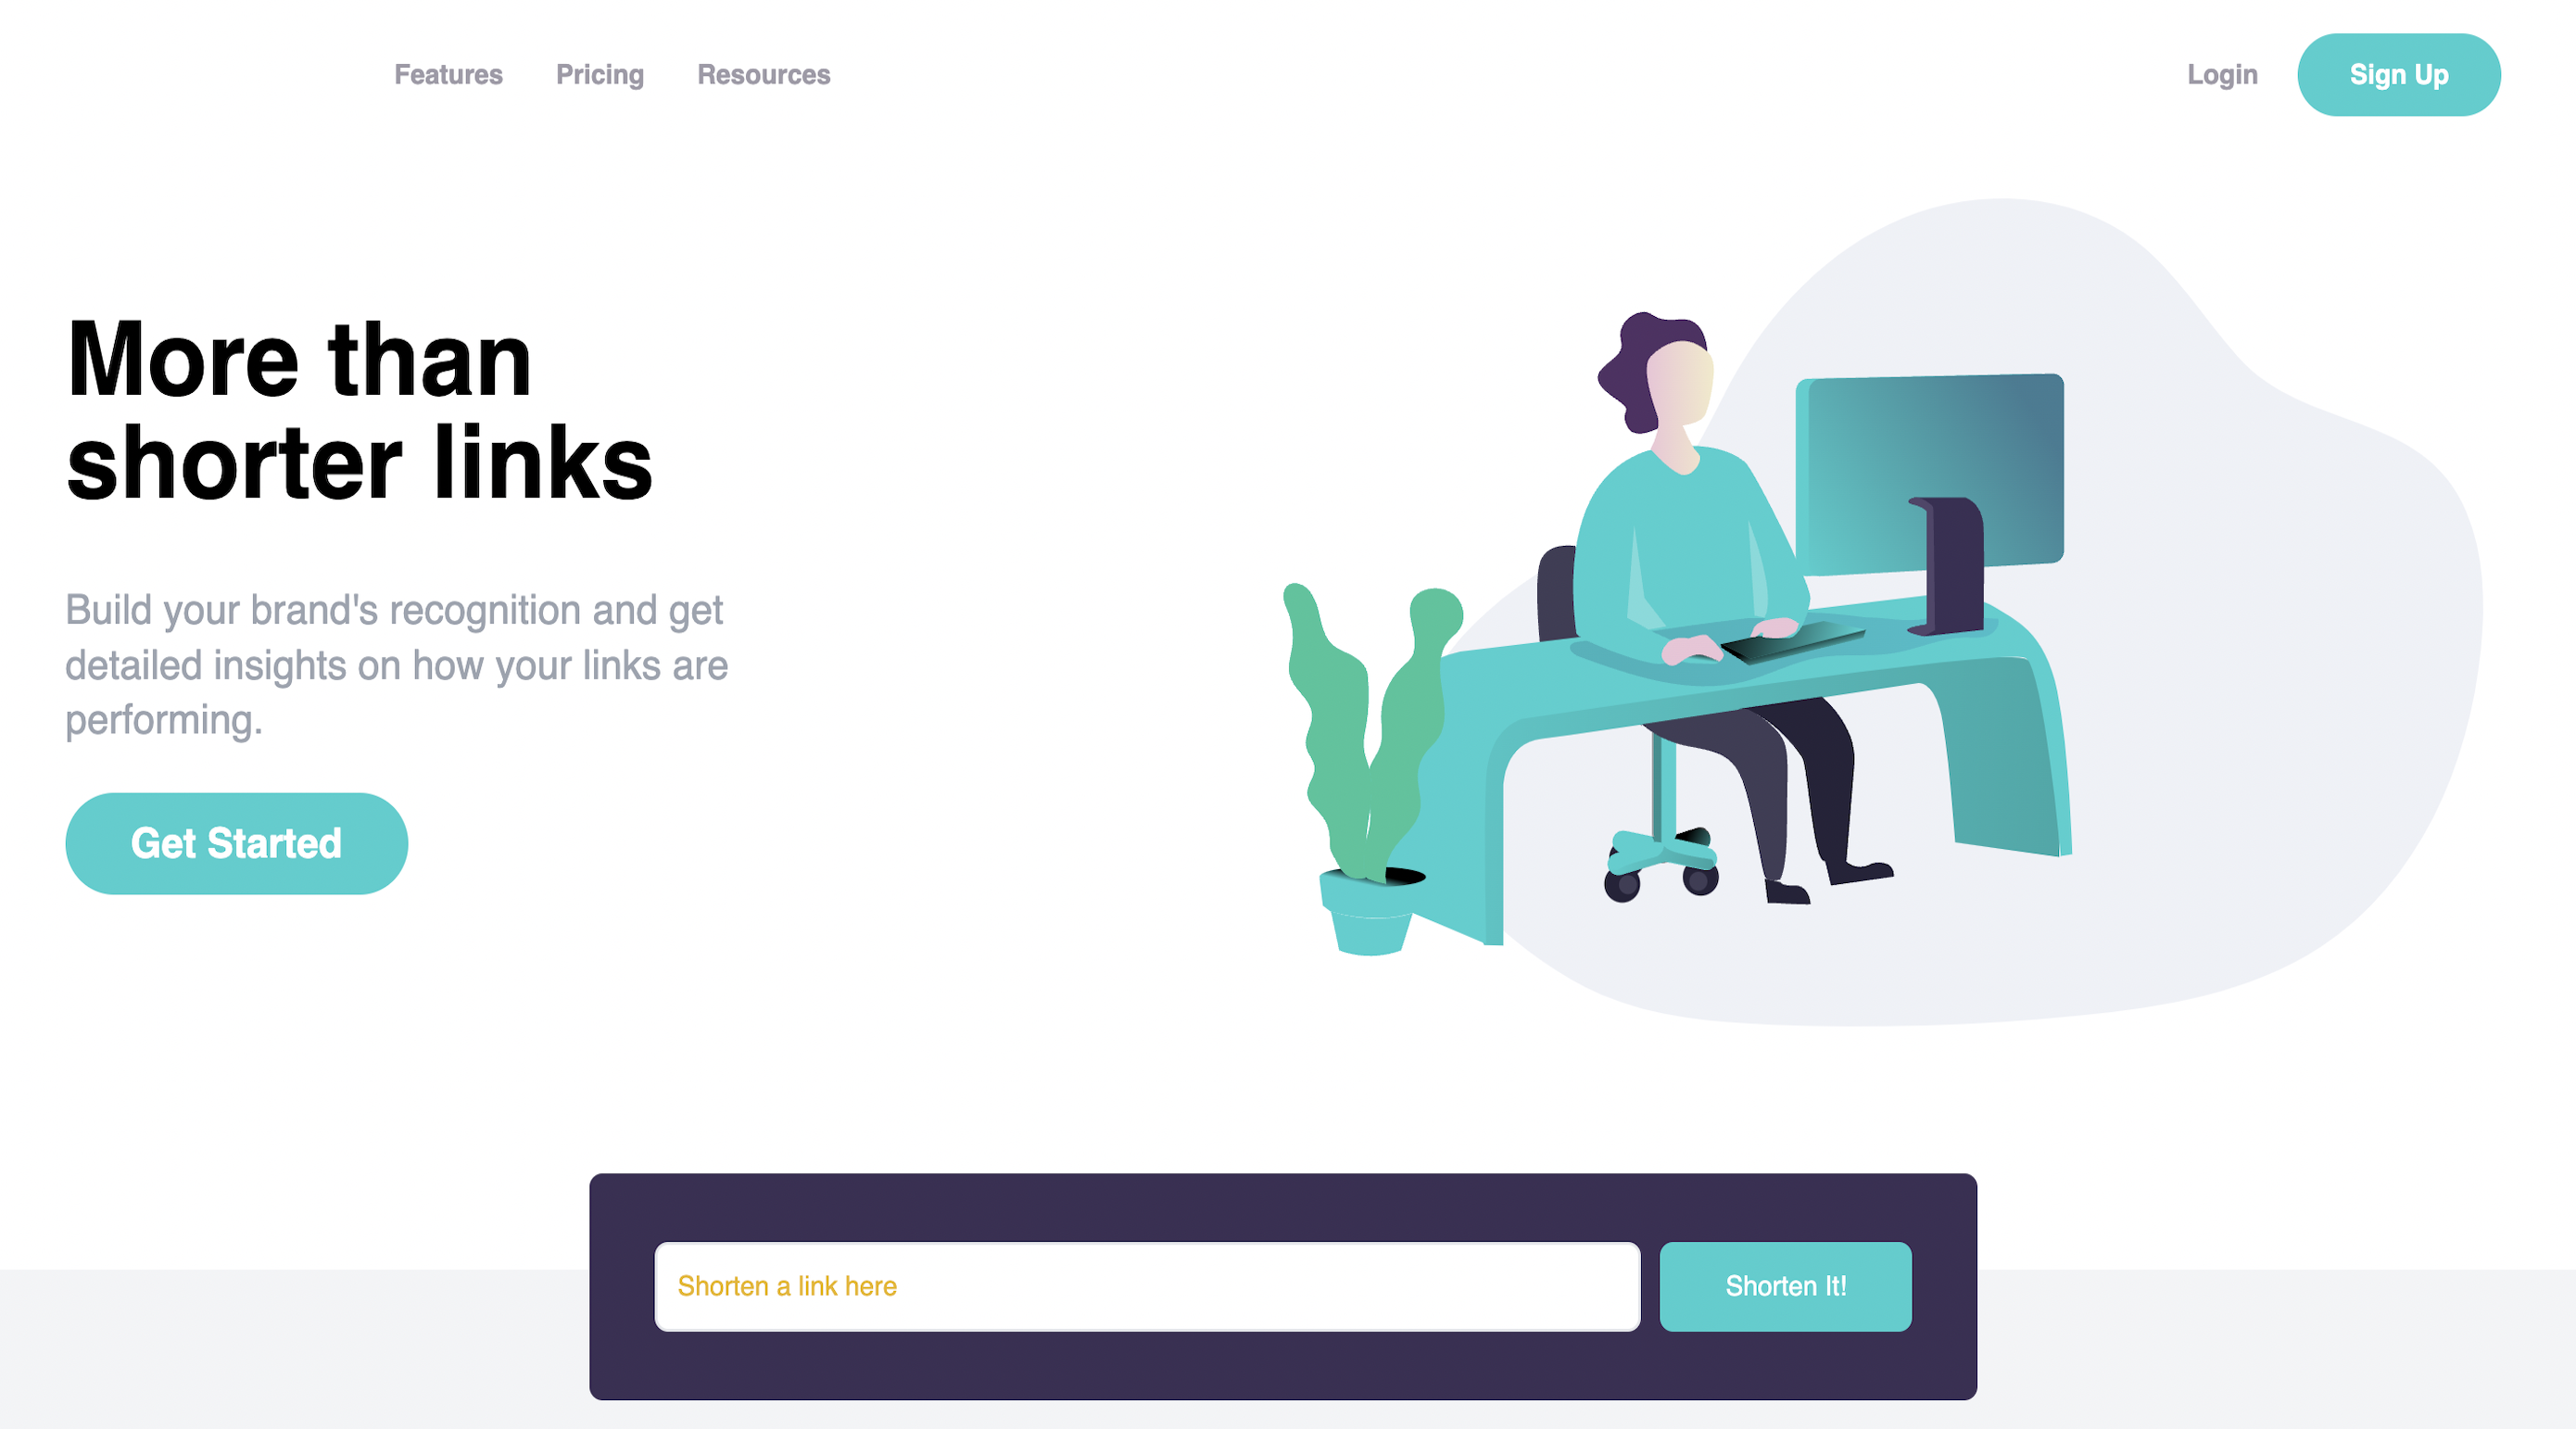 Features Pricing Resources Login Sign Up
More than
shorter links
Build your brand's recognition and get
detailed insights on how your links are
performing.
Get Started
Shorten a link here Shorten It!